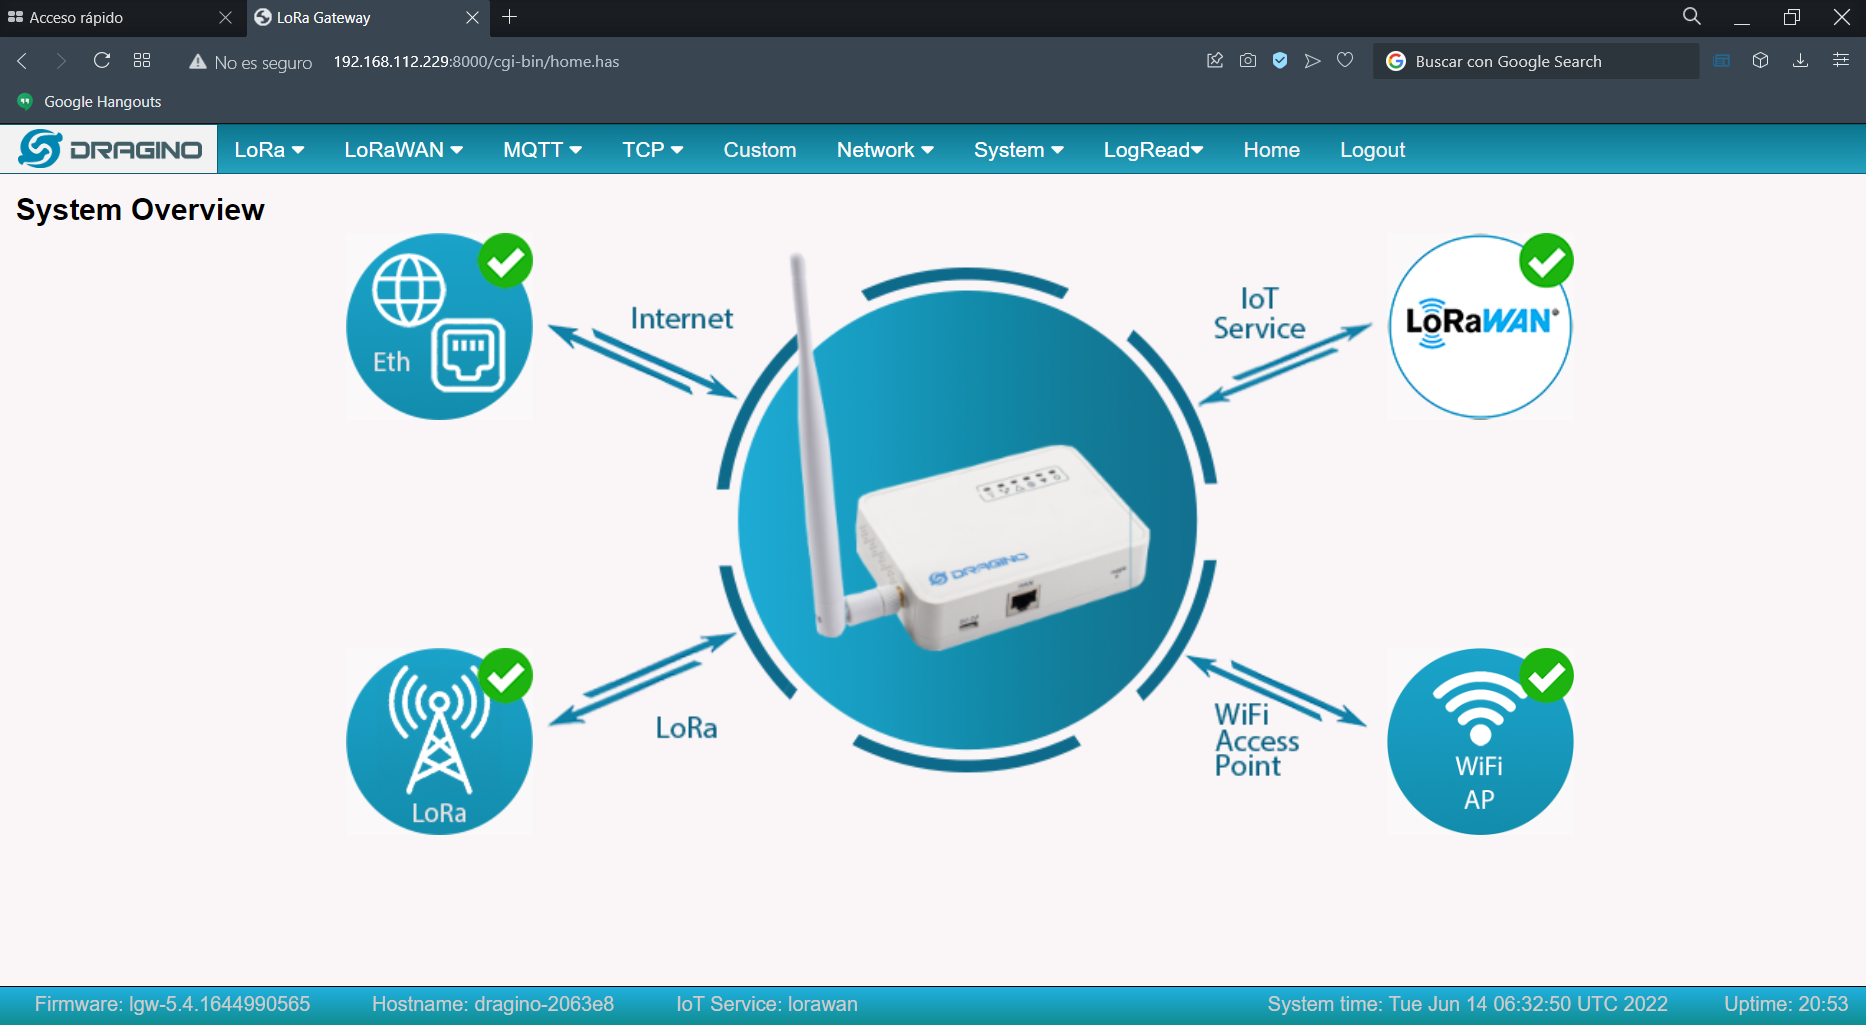 Acceso rápido
LoRa Gateway
No es seguro 192.168.112.229:8000/cgi-bin/home.has
Buscar con Google Search
Google Hangouts
DRAGINO LoRa LoRaWAN MQTT TCP Custom Network System LogRead Home Logout
System Overview
Eth
Internet
IoT
Service
LoRaWAN
DRAGINO
LoRa
LoRa
WiFi
Access
Point
WiFi
AP
Firmware: lgw-5.4.1644990565 Hostname: dragino-2063e8 IoT Service: lorawan System time: Tue Jun 14 06:32:50 UTC 2022 Uptime: 20:53